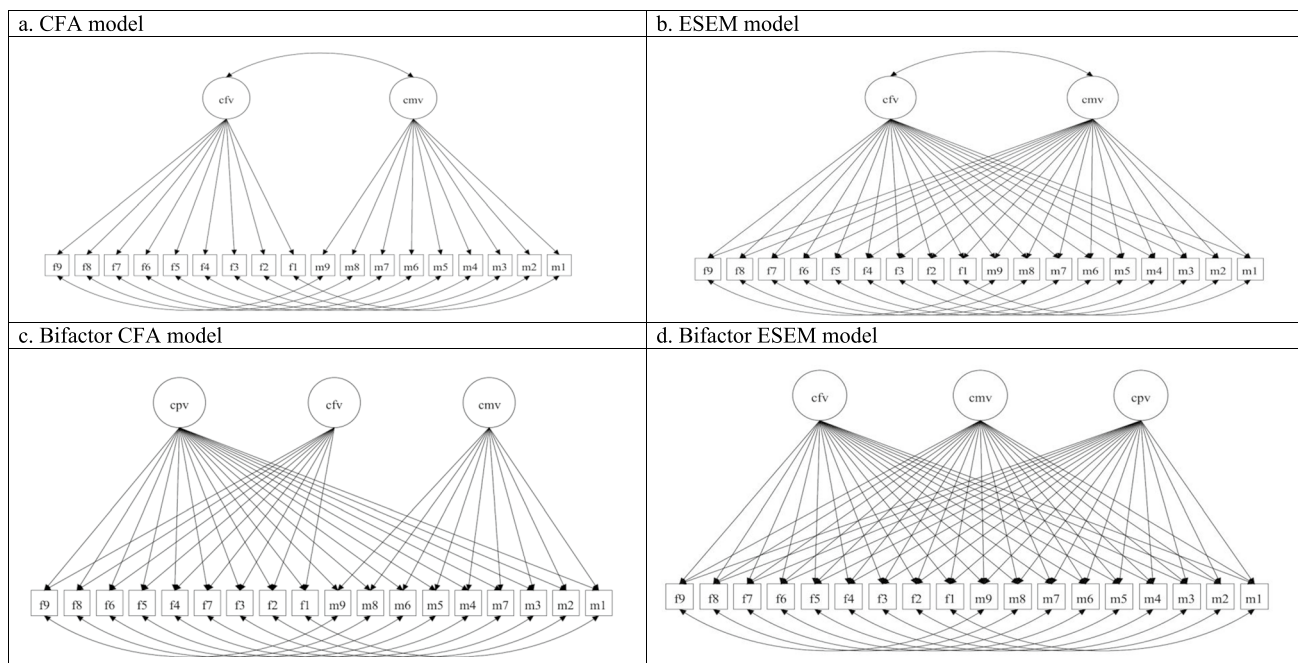 a. CFA model
b. ESEM model
cfv cmv
f9 f8 f7 f6 f5 f4 f3 f2 f1 m9 m8 m7 m6 m5 m4 m3 m2 m1
cfv cmv
f9 f8 f7 f6 f5 f4 f3 f2 f1 m9 m8 m7 m6 m5 m4 m3 m2 m1
c. Bifactor CFA model
d. Bifactor ESEM model
cpv cfv cmv
f9 f8 f6 f5 f4 f7 f3 f2 f1 m9 m8 m6 m5 m4 m7 m3 m2 m1
cfv cmv cpv
f9 f8 f7 f6 f5 f4 f3 f2 f1 m9 m8 m7 m6 m5 m4 m3 m2 m1